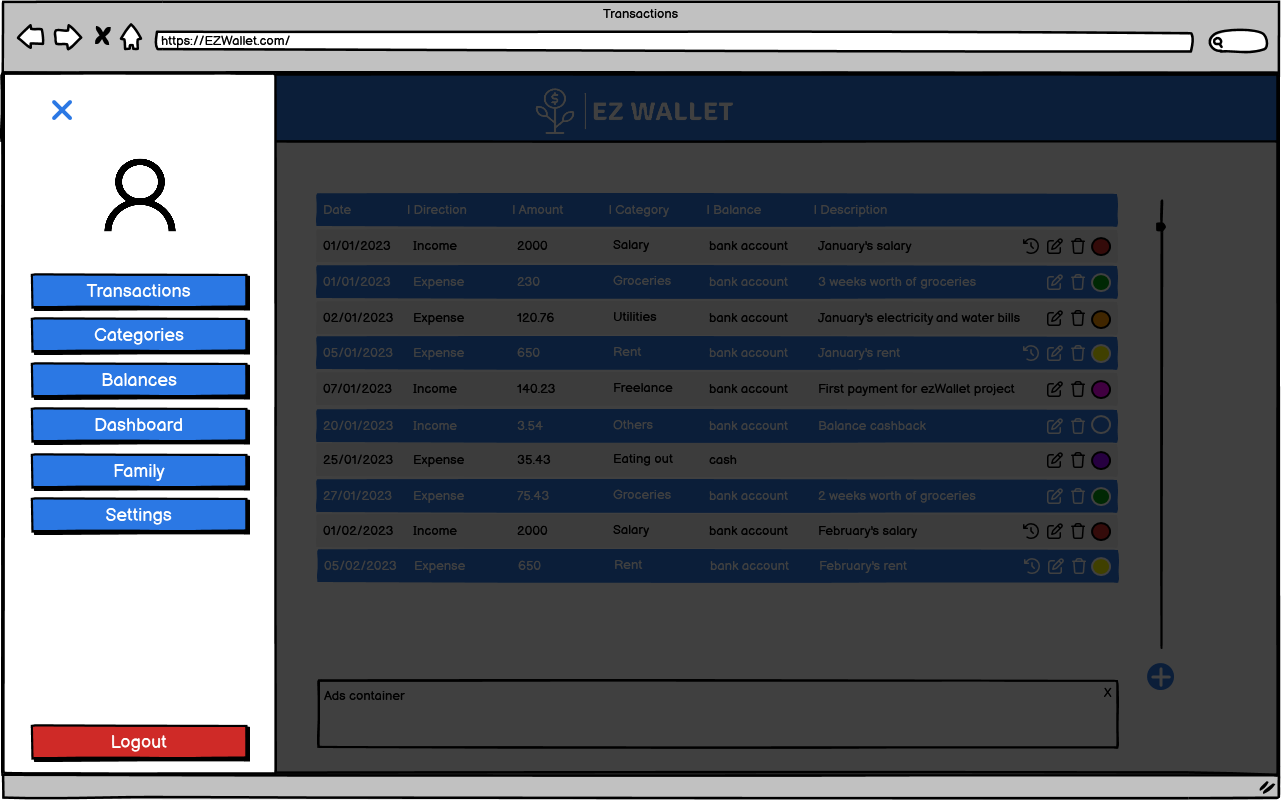 Transactions
https://EZWallet.com/
EZ WALLET
Transactions
Categories
Balances
Dashboard
Family
Settings
Logout
Date | Direction | Amount | Category | Balance | Description
01/01/2023 Income 2000 Salary bank account January's salary
01/01/2023 Expense 230 Groceries bank account 3 weeks worth of groceries
02/01/2023 Expense 120.76 Utilities bank account January's electricity and water bills
05/01/2023 Expense 650 Rent bank account January's rent
07/01/2023 Income 140.23 Freelance bank account First payment for ezWallet project
20/01/2023 Income 3.54 Others bank account Balance cashback
25/01/2023 Expense 35.43 Eating out cash
27/01/2023 Expense 75.43 Groceries bank account 2 weeks worth of groceries
01/02/2023 Income 2000 Salary bank account February's salary
05/02/2023 Expense 650 Rent bank account February's rent
Ads container X